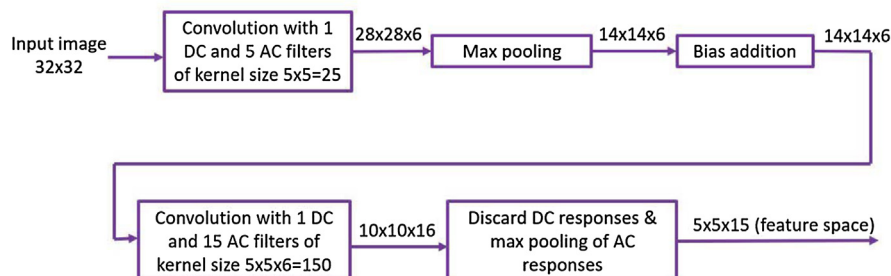 Input image
32x32
Convolution with 1
DC and 5 AC filters
of kernel size 5x5=25
28x28x6
Max pooling
14x14x6
Bias addition
14x14x6
Convolution with 1 DC
and 15 AC filters of
kernel size 5x5x6=150
10x10x16
Discard DC responses &
max pooling of AC
responses
5x5x15 (feature space)